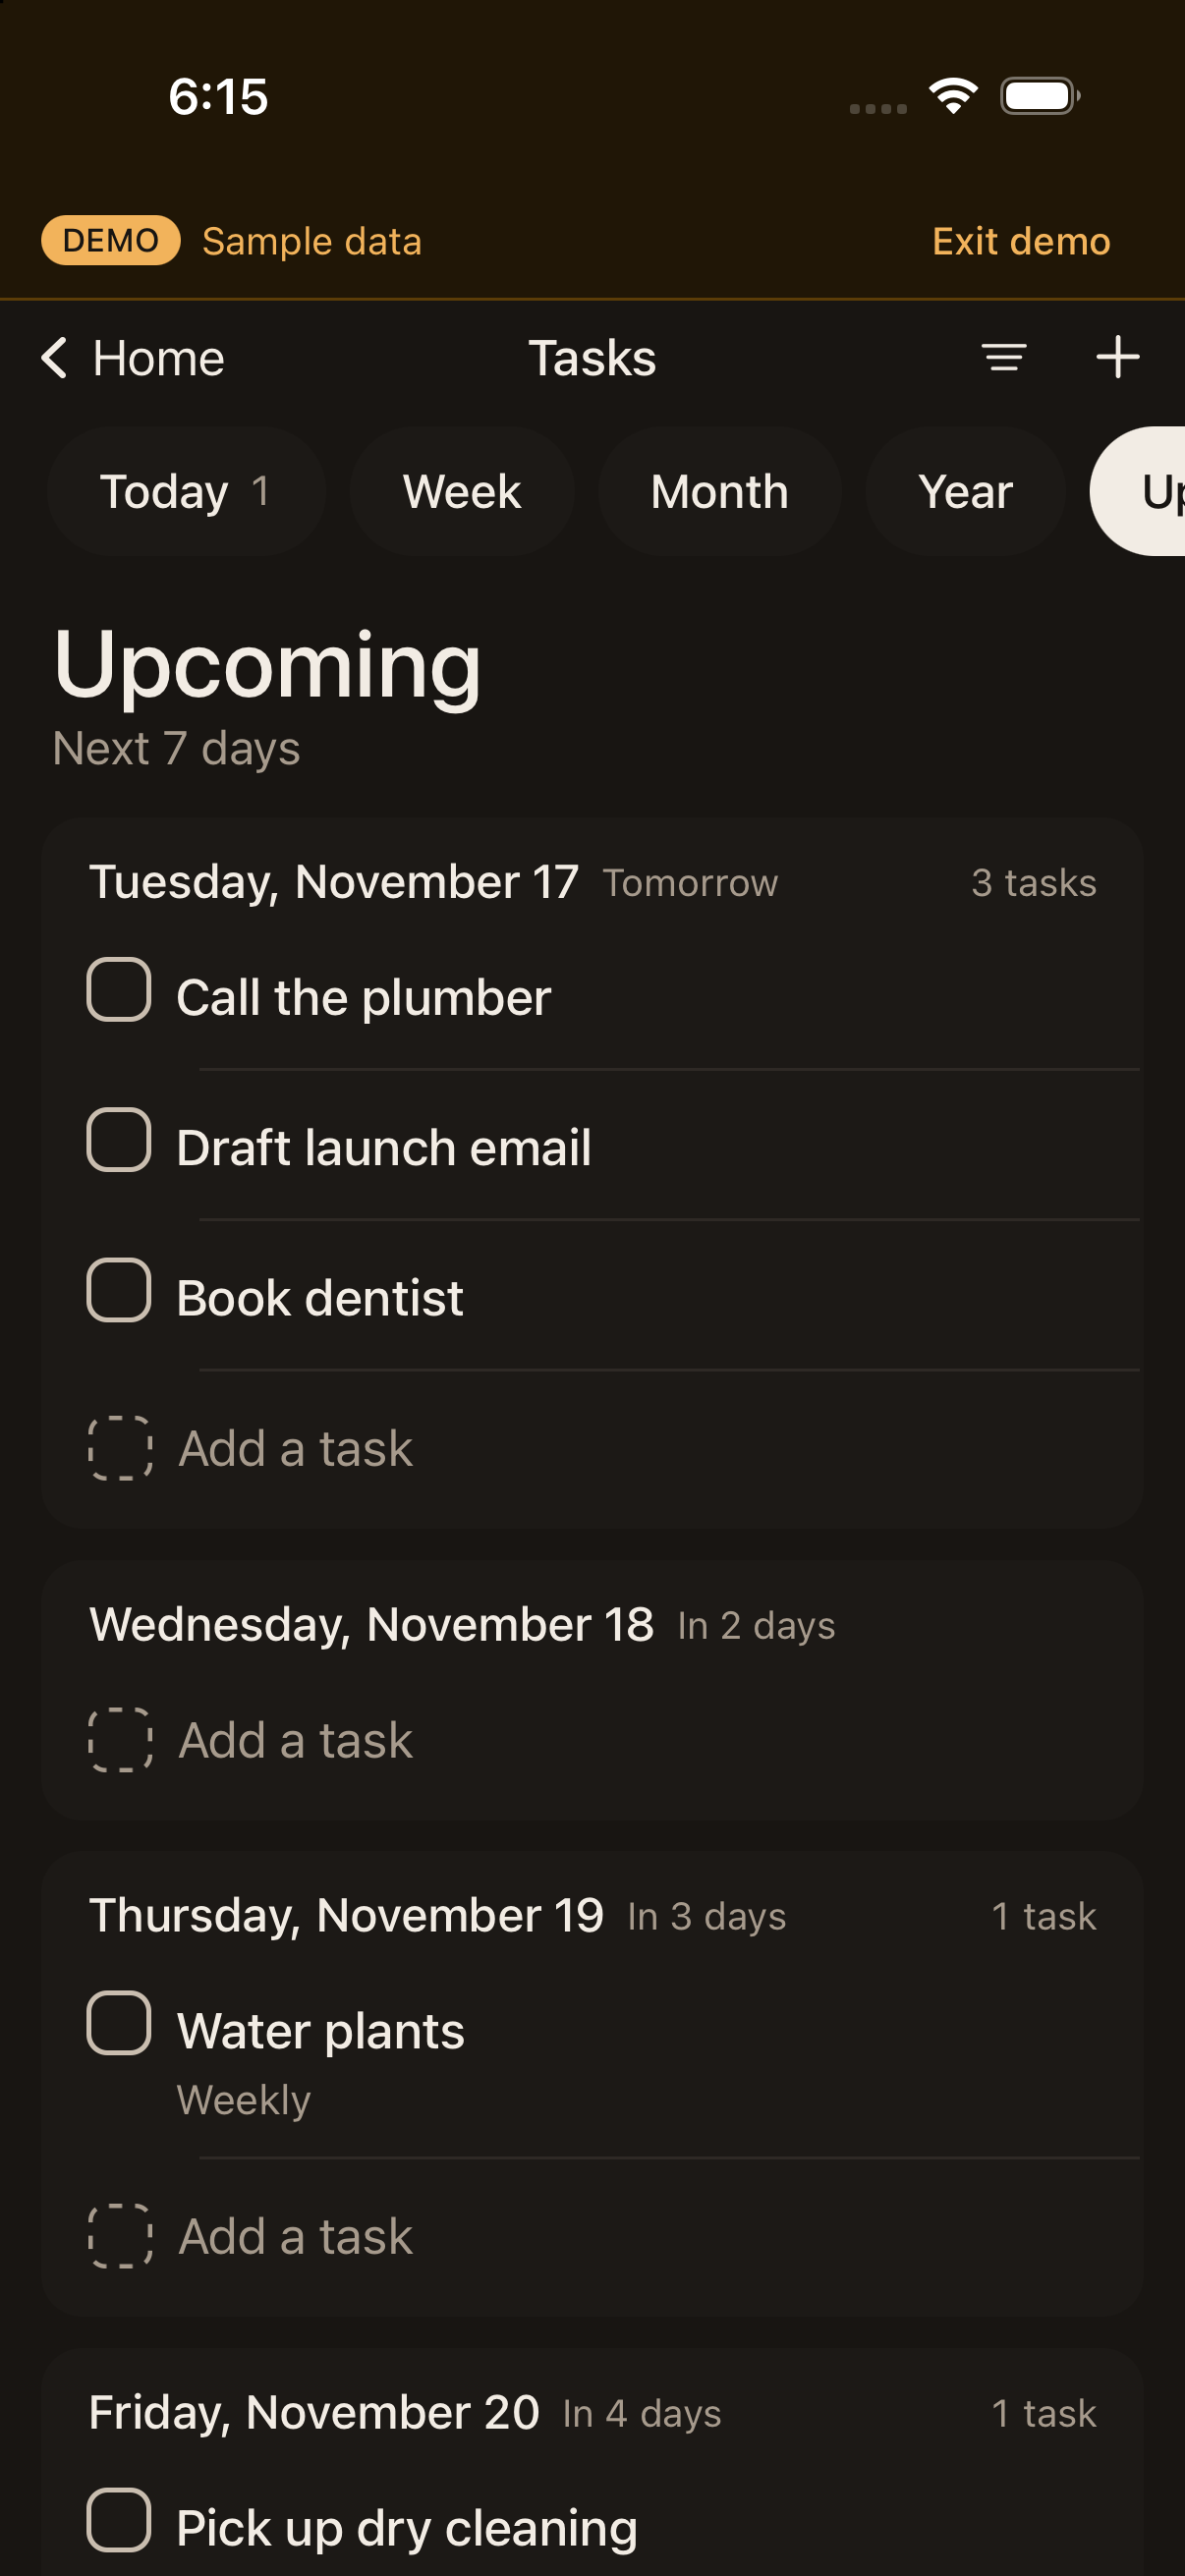 6:15
DEMO Sample data Exit demo
Home Tasks
Today 1 Week Month Year Up
Upcoming
Next 7 days
Tuesday, November 17 Tomorrow 3 tasks
Call the plumber
Draft launch email
Book dentist
Add a task
Wednesday, November 18 In 2 days
Add a task
Thursday, November 19 In 3 days 1 task
Water plants
Weekly
Add a task
Friday, November 20 In 4 days 1 task
Pick up dry cleaning